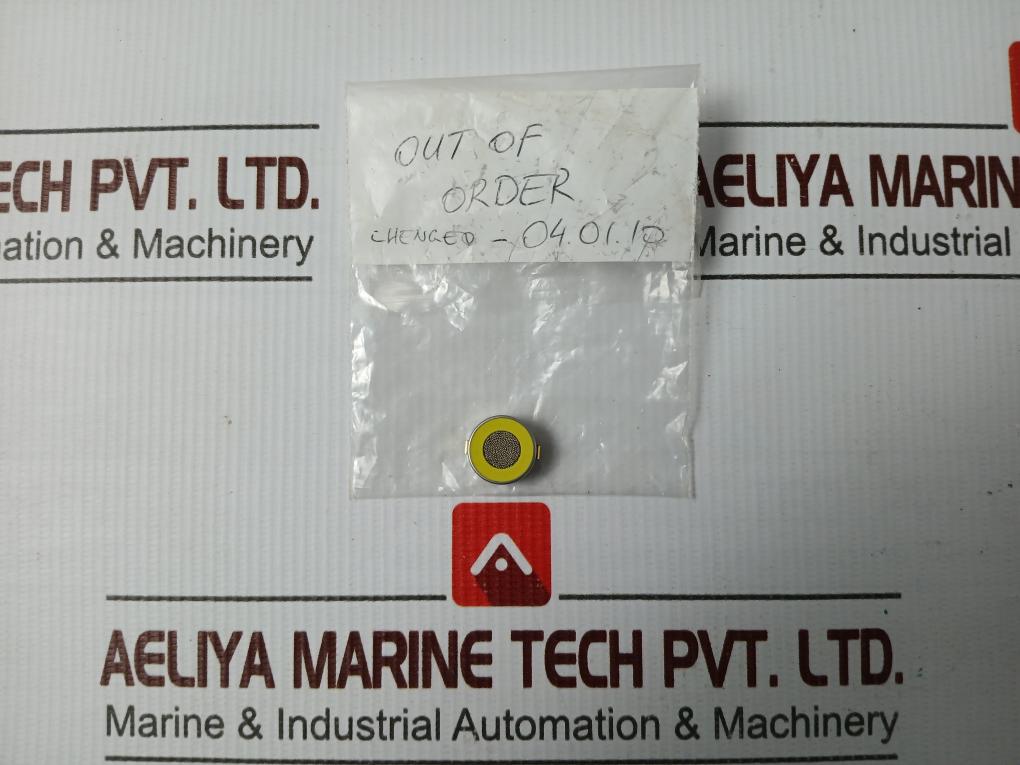 OUT OF
ORDER
CHENGED - 04.01.10
ECH PVT. LTD.
ation & Machinery
AELIYA MARIN
Marine & Industrial
AELIYA MARINE TECH PVT. LTD.
Marine & Industrial Automation & Machinery